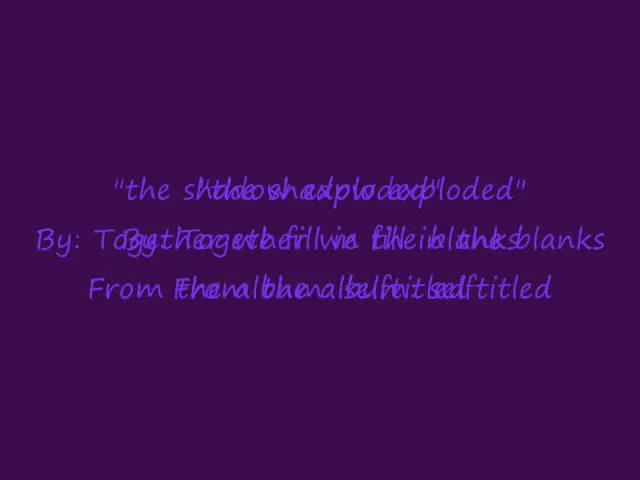 "the shadow exploded"
By: Together we fill in the blanks
From the album: selftitled